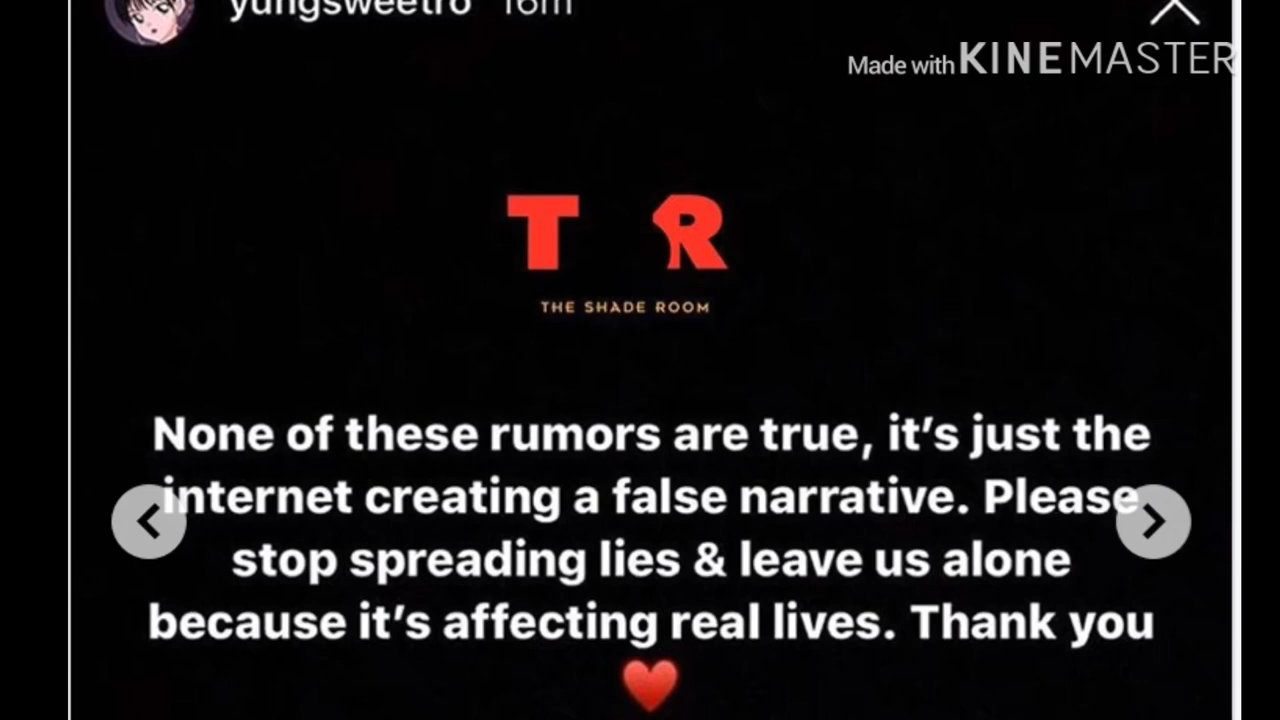 yungsweetro 16m
Made with KINEMASTER
T R
THE SHADE ROOM
None of these rumors are true, it's just the
internet creating a false narrative. Please
stop spreading lies & leave us alone
because it's affecting real lives. Thank you
❤️